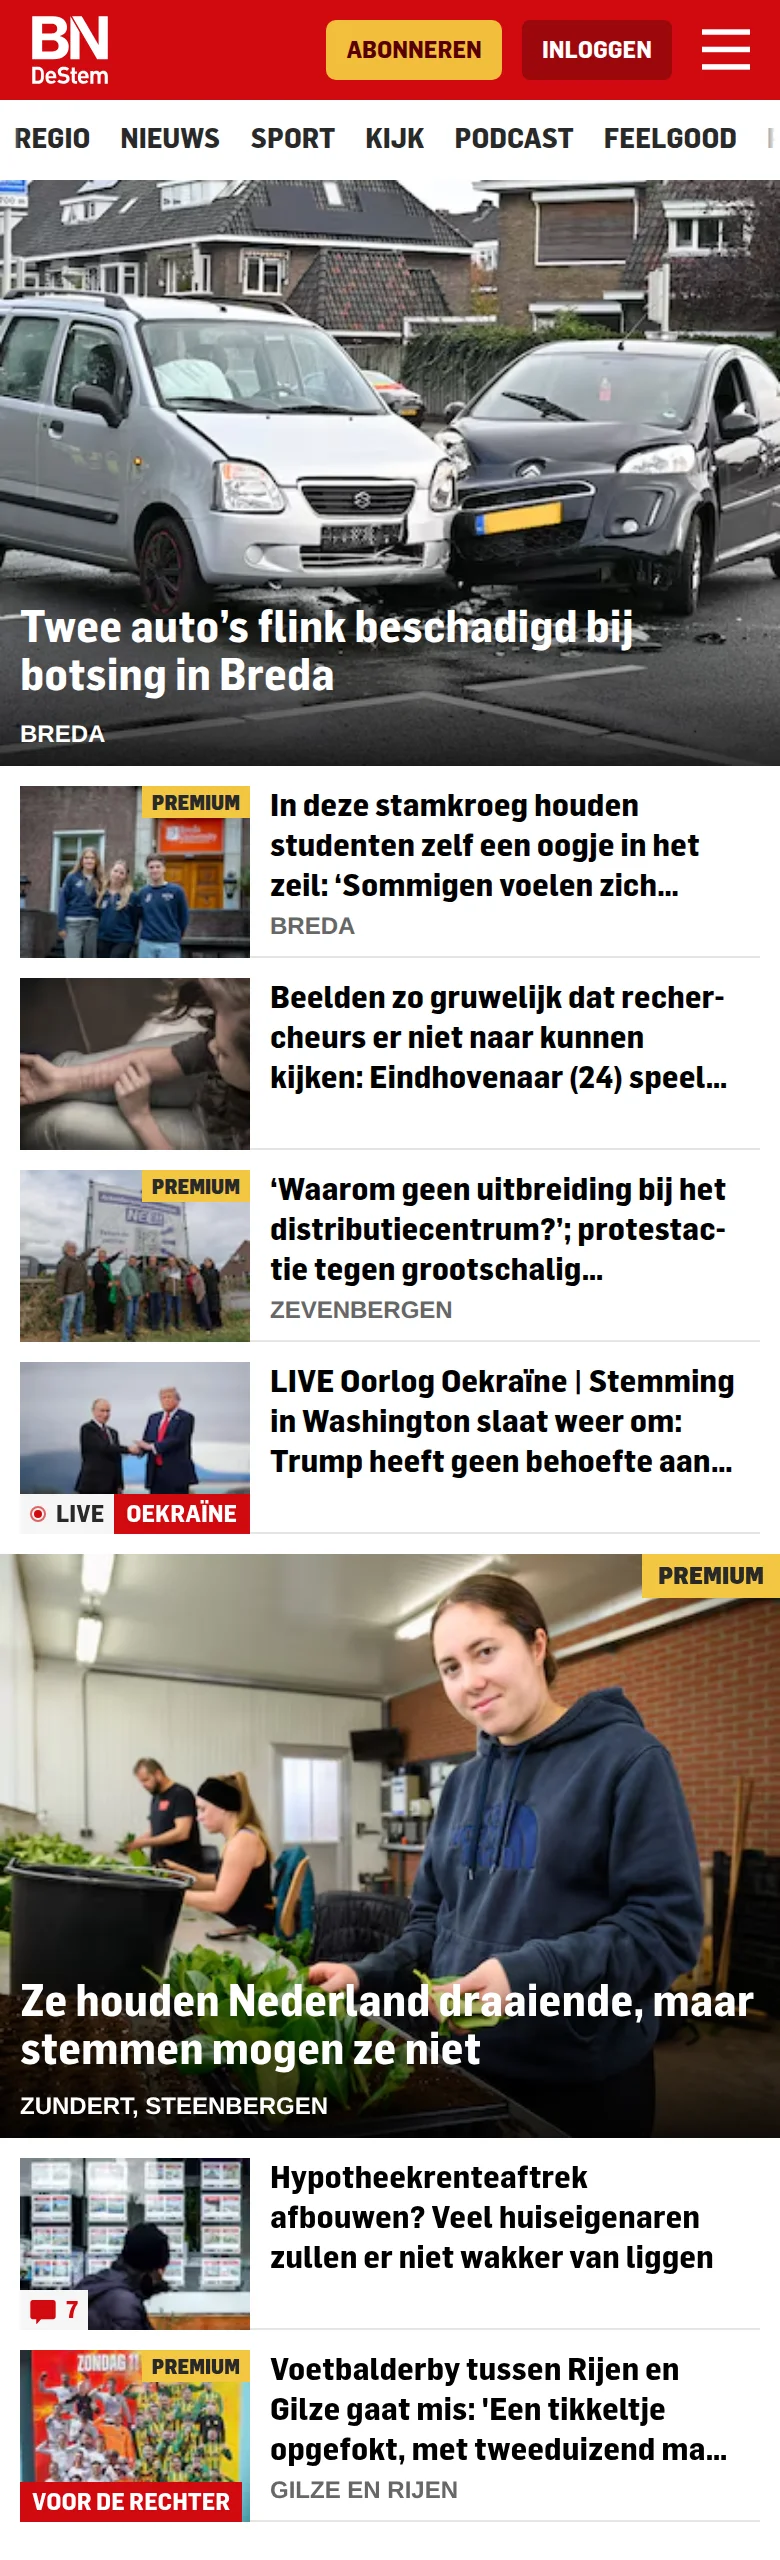 BN
DeStem
ABONNEREN
INLOGGEN
REGIO NIEUWS SPORT KIJK PODCAST FEELGOOD
Twee auto’s flink beschadigd bij
botsing in Breda
BREDA
PREMIUM
In deze stamkroeg houden
studenten zelf een oogje in het
zeil: ‘Sommigen voelen zich...
BREDA
Beelden zo gruwelijk dat recher-
cheurs er niet naar kunnen
kijken: Eindhovenaar (24) speel...
PREMIUM
‘Waarom geen uitbreiding bij het
distributiecentrum?’; protestac-
tie tegen grootschalig...
ZEVENBERGEN
LIVE Oorlog Oekraïne | Stemming
in Washington slaat weer om:
Trump heeft geen behoefte aan...
LIVE OEKRAÏNE
PREMIUM
Ze houden Nederland draaiende, maar
stemmen mogen ze niet
ZUNDERT, STEENBERGEN
Hypotheekrenteaftrek
afbouwen? Veel huiseigenaren
zullen er niet wakker van liggen
7
ZONDAG 11
PREMIUM
Voetbalderby tussen Rijen en
Gilze gaat mis: 'Een tikkeltje
opgefokt, met tweeduizend ma...
GILZE EN RIJEN
VOOR DE RECHTER